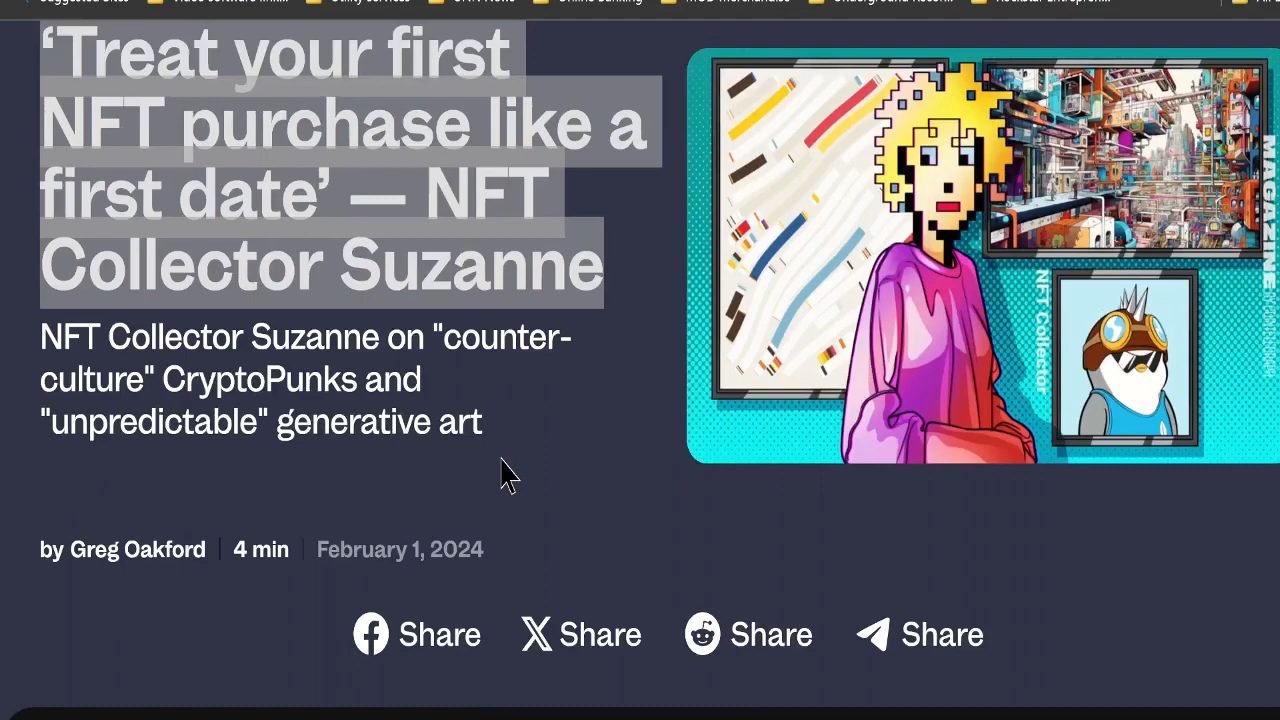 ‘Treat your first
NFT purchase like a
first date’ — NFT
Collector Suzanne
NFT Collector Suzanne on "counter-
culture" CryptoPunks and
"unpredictable" generative art
by Greg Oakford
4 min
February 1, 2024
Share
Share
Share
Share
NFT Collector
MAGAZINE